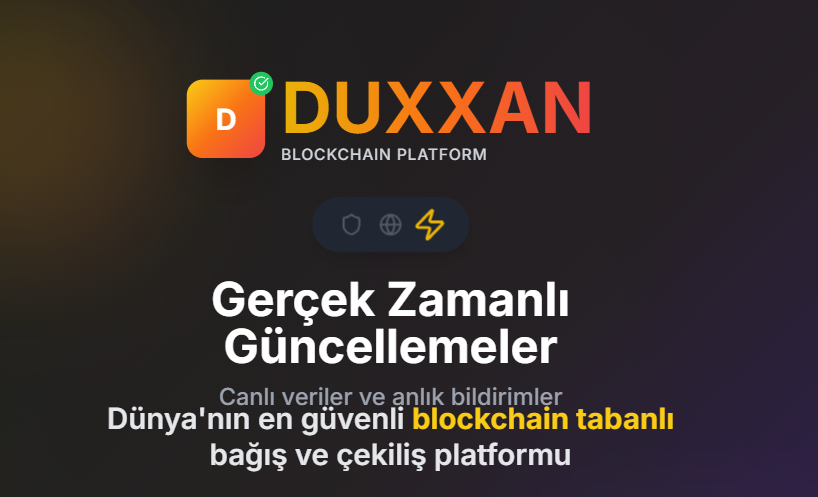 D
DUXXAN
BLOCKCHAIN PLATFORM
Gerçek Zamanlı
Güncellemeler
Canlı veriler ve anlık bildirimler
Dünya'nın en güvenli blockchain tabanlı
bağış ve çekiliş platformu